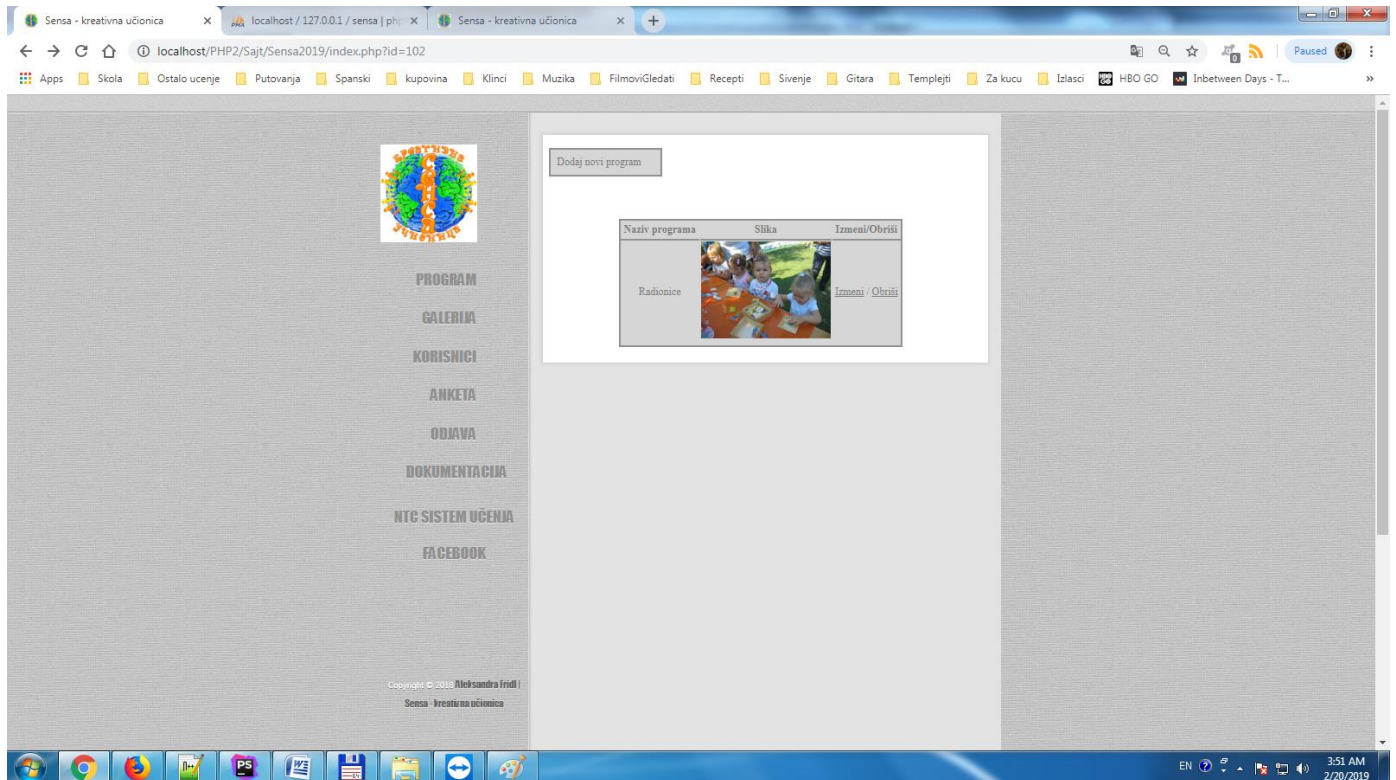 Sensa - kreativna učionica
localhost / 127.0.0.1 / sensa | ph
Sensa - kreativna učionica
localhost/PHP2/Sajt/Sensa2019/index.php?id=102
Paused
Apps Skola Ostalo ucenje Putovanja Spanski kupovina Klinci Muzika FilmoviGledati Recepti Sivenje Gitara Templejti Za kucu Izlasci HBO GO Inbetween Days - T... »
PROGRAM
GALERIJA
KORISNICI
ANKETA
ODJAVA
DOKUMENTACIJA
NTC SISTEM UČENJA
FACEBOOK
Copyright © 2018 Aleksandra Fridl |
Sensa - kreativna učionica
Dodaj novi program
Naziv programa Slika Izmeni/Obriši
Radionice Izmeni / Obriši
EN
3:51 AM
2/20/2019